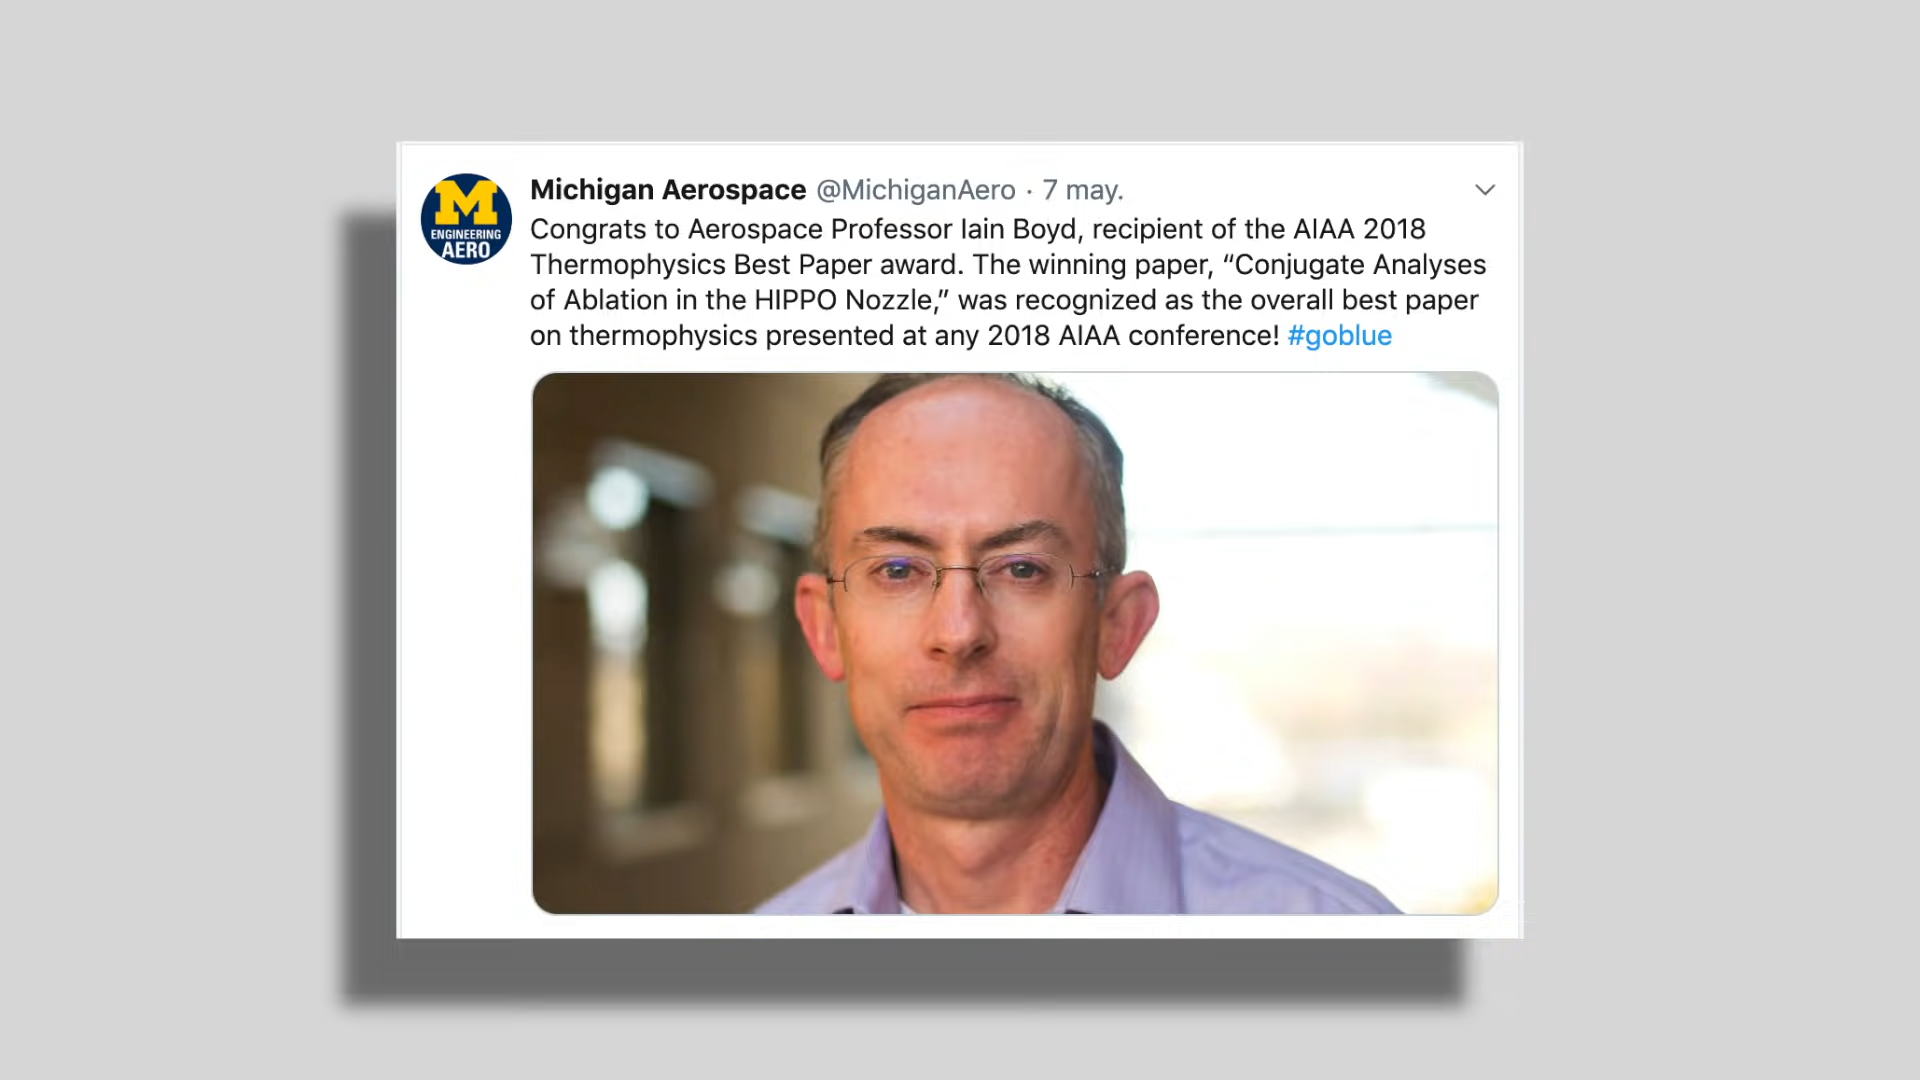 M
ENGINEERING
AERO
Michigan Aerospace @MichiganAero · 7 may.
Congrats to Aerospace Professor Iain Boyd, recipient of the AIAA 2018
Thermophysics Best Paper award. The winning paper, “Conjugate Analyses
of Ablation in the HIPPO Nozzle,” was recognized as the overall best paper
on thermophysics presented at any 2018 AIAA conference! #goblue